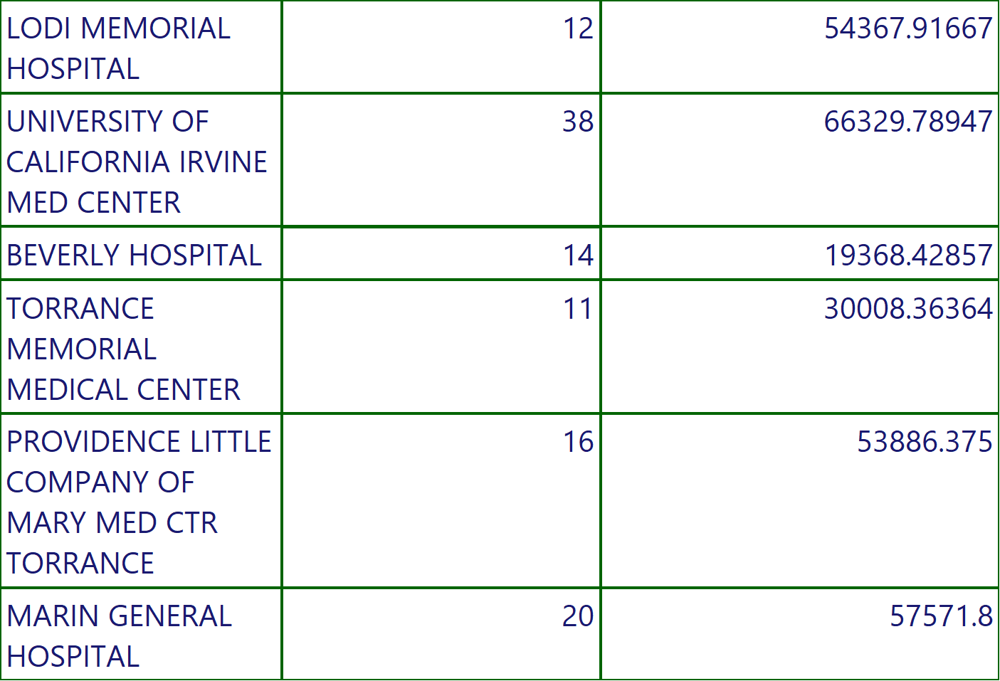 LODI MEMORIAL 12 54367.91667
HOSPITAL
UNIVERSITY OF 38 66329.78947
CALIFORNIA IRVINE
MED CENTER
BEVERLY HOSPITAL 14 19368.42857
TORRANCE 11 30008.36364
MEMORIAL
MEDICAL CENTER
PROVIDENCE LITTLE 16 53886.375
COMPANY OF
MARY MED CTR
TORRANCE
MARIN GENERAL 20 57571.8
HOSPITAL